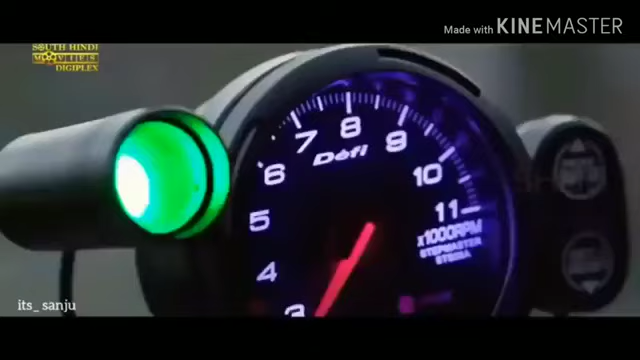 Made with KINEMASTER
SOUTH HINDI
MOVIES
DIGIPLEX
7
8
9
Defi
6
10
5
11
x1000RPM
STEPMASTER
4
3
its_ sanju